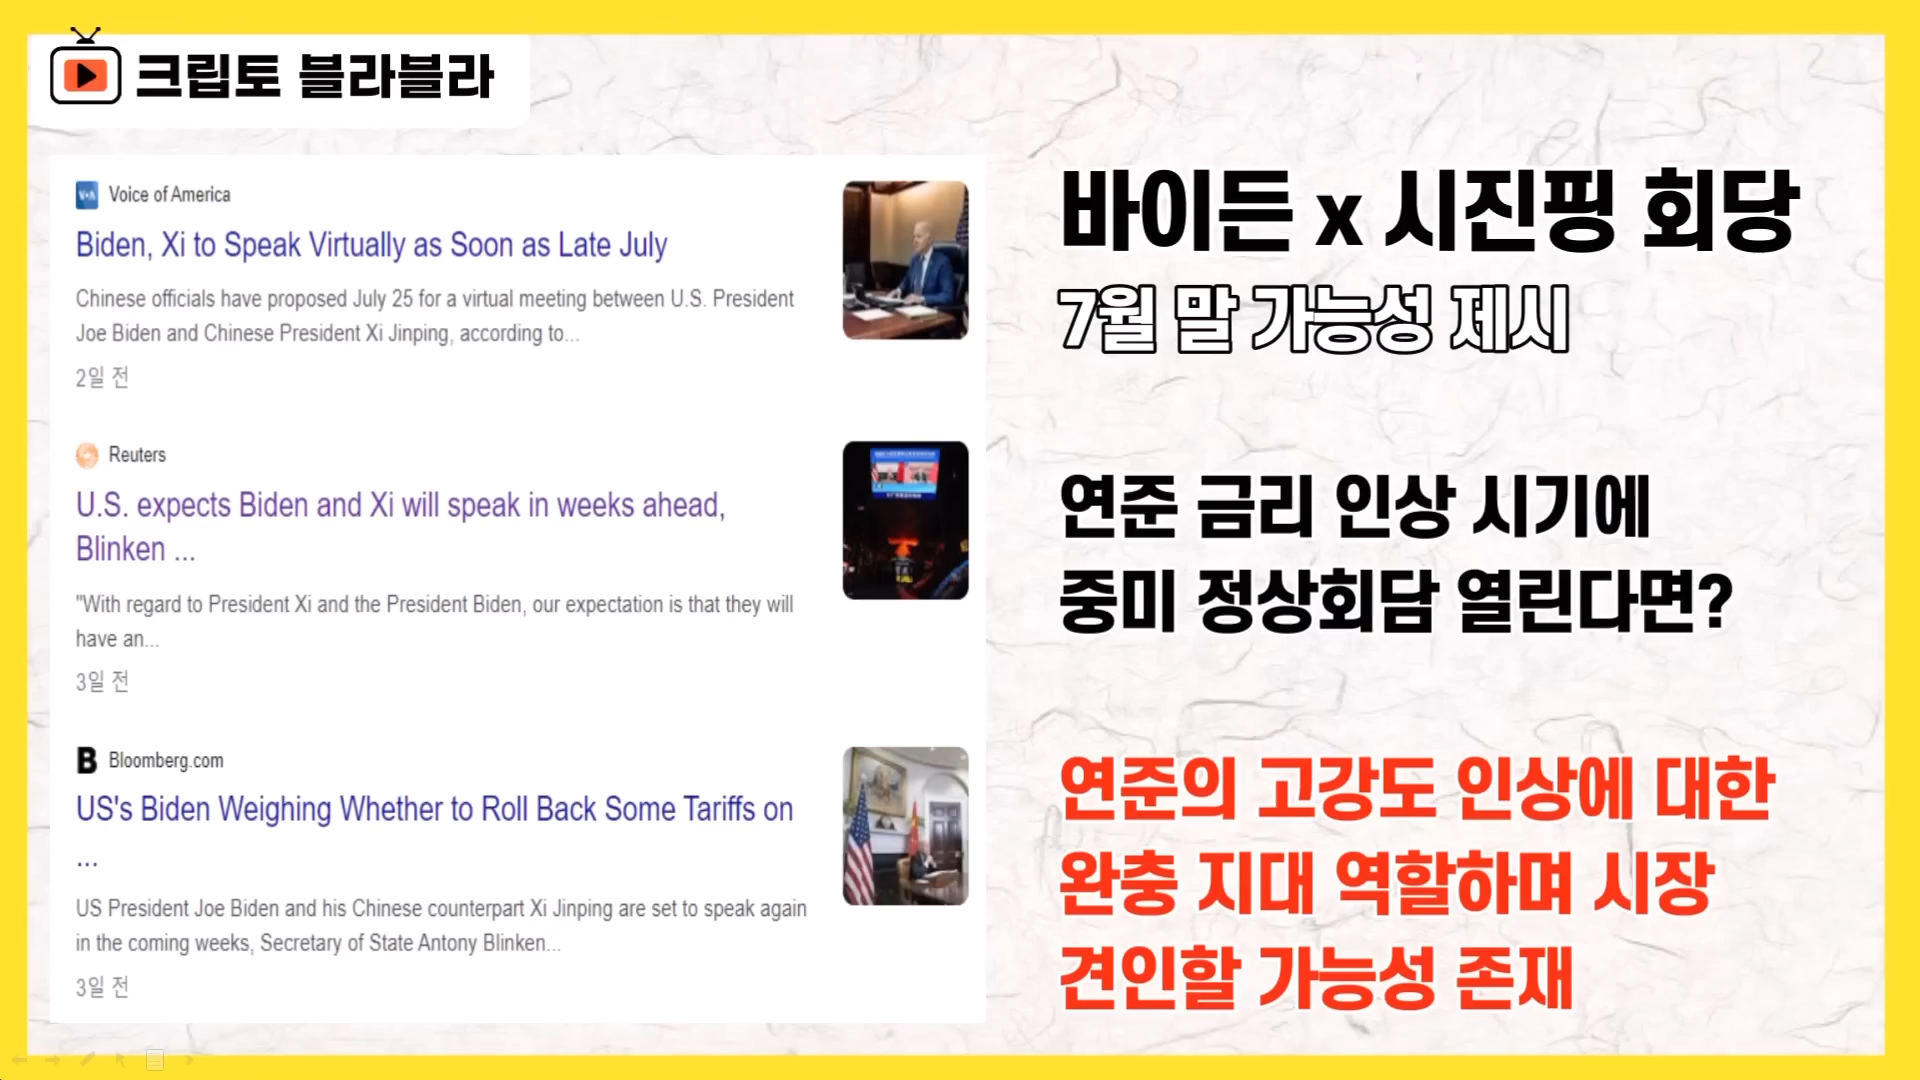 크립토 블라블라
Voice of America
Biden, Xi to Speak Virtually as Soon as Late July
Chinese officials have proposed July 25 for a virtual meeting between U.S. President
Joe Biden and Chinese President Xi Jinping, according to...
2일 전
Reuters
U.S. expects Biden and Xi will speak in weeks ahead,
Blinken ...
"With regard to President Xi and the President Biden, our expectation is that they will
have an...
3일 전
Bloomberg.com
US's Biden Weighing Whether to Roll Back Some Tariffs on
...
US President Joe Biden and his Chinese counterpart Xi Jinping are set to speak again
in the coming weeks, Secretary of State Antony Blinken...
3일 전
바이든 x 시진핑 회당
7월 말 가능성 제시
연준 금리 인상 시기에
중미 정상회담 열린다면?
연준의 고강도 인상에 대한
완충 지대 역할하며 시장
견인할 가능성 존재